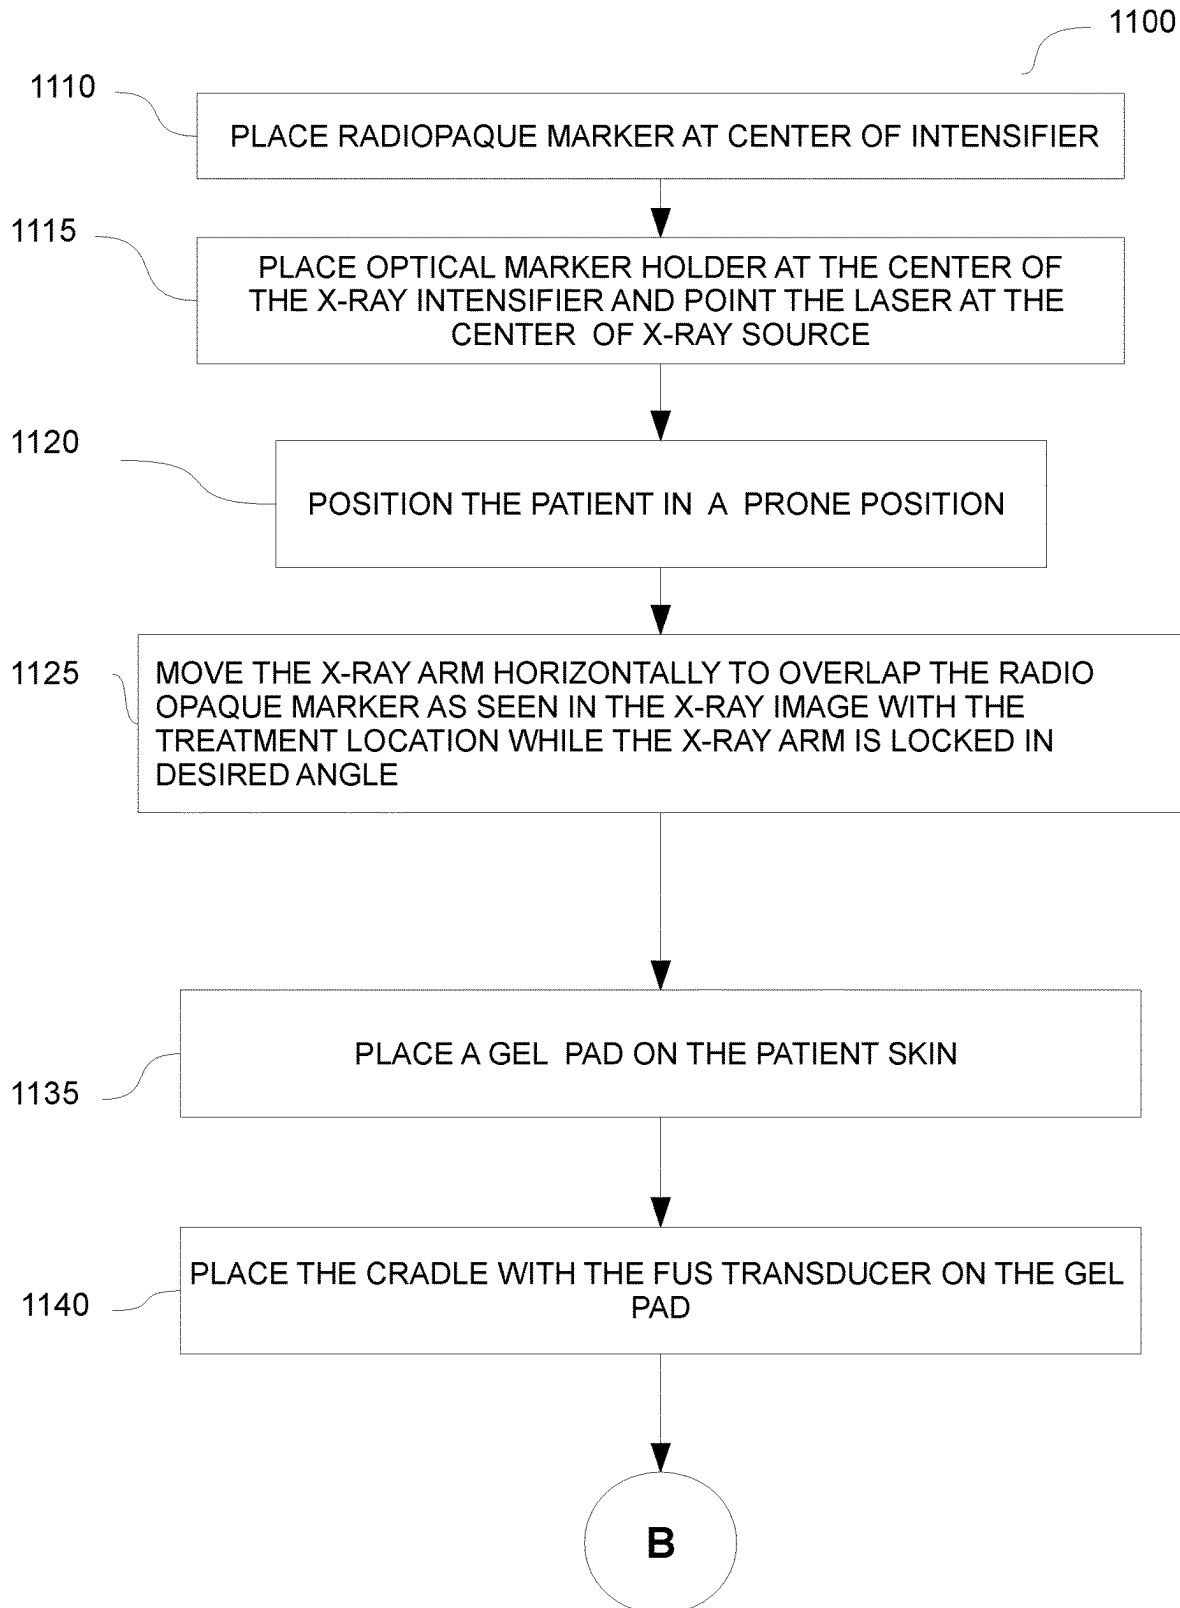 1100
1110
PLACE RADIOPAQUE MARKER AT CENTER OF INTENSIFIER
1115
PLACE OPTICAL MARKER HOLDER AT THE CENTER OF
THE X-RAY INTENSIFIER AND POINT THE LASER AT THE
CENTER OF X-RAY SOURCE
1120
POSITION THE PATIENT IN A PRONE POSITION
1125
MOVE THE X-RAY ARM HORIZONTALLY TO OVERLAP THE RADIO
OPAQUE MARKER AS SEEN IN THE X-RAY IMAGE WITH THE
TREATMENT LOCATION WHILE THE X-RAY ARM IS LOCKED IN
DESIRED ANGLE
PLACE A GEL PAD ON THE PATIENT SKIN
1135
PLACE THE CRADLE WITH THE FUS TRANSDUCER ON THE GEL
PAD
1140
B